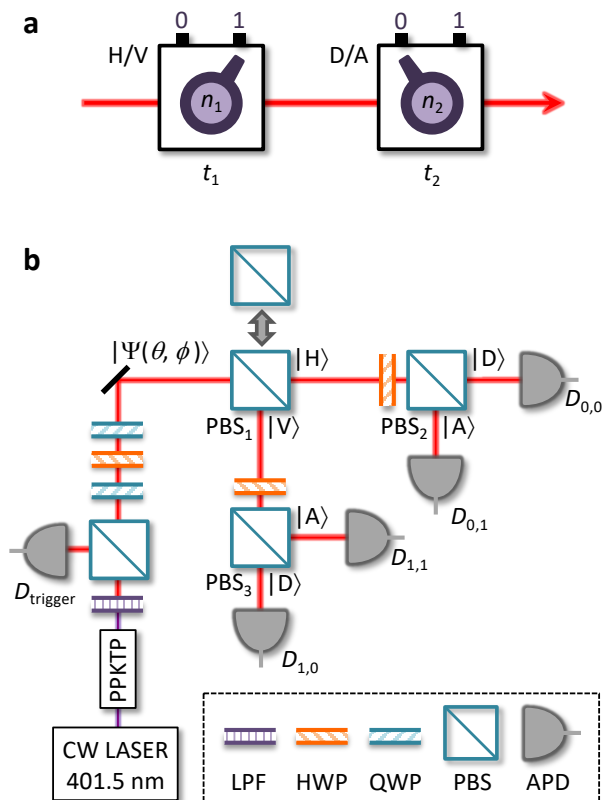 a
0 1
0 1
H/V
D/A
n1
n2
t1
t2
b
|Ψ(θ, ϕ)⟩
|H⟩
|D⟩
PBS1
|V⟩
PBS2
|A⟩
D0,0
D0,1
|A⟩
D1,1
PBS3
|D⟩
Dtrigger
D1,0
PPKTP
CW LASER
401.5 nm
LPF HWP QWP PBS APD